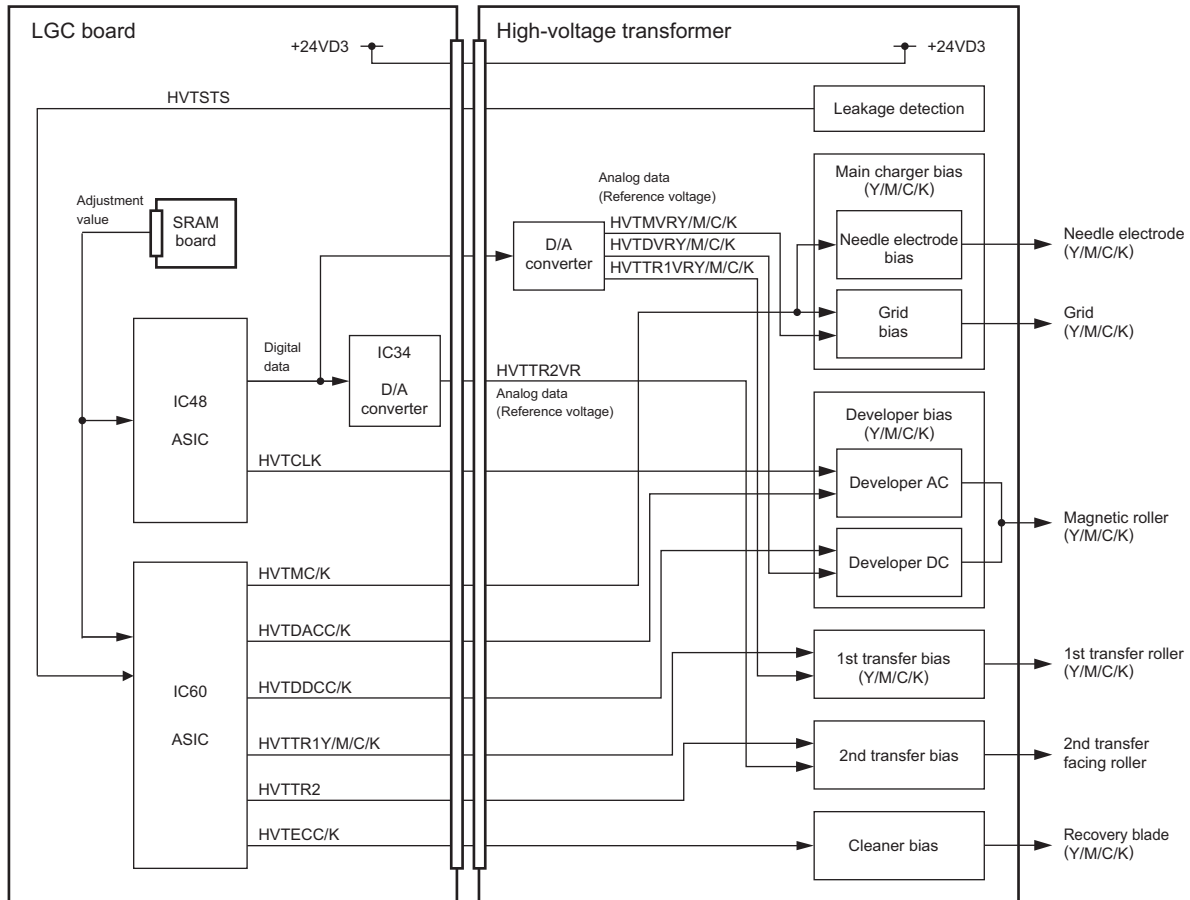 LGC board
High-voltage transformer
+24VD3
+24VD3
HVTSTS
Leakage detection
Adjustment
value
SRAM
board
Analog data
(Reference voltage)
D/A
converter
HVTMVRY/M/C/K
HVTDVRY/M/C/K
HVTTR1VRY/M/C/K
Main charger bias
(Y/M/C/K)
Needle electrode
bias
Needle electrode
(Y/M/C/K)
Grid
bias
Grid
(Y/M/C/K)
IC48
ASIC
Digital
data
IC34
D/A
converter
HVTTR2VR
Analog data
(Reference voltage)
HVTCLK
Developer bias
(Y/M/C/K)
Developer AC
Developer DC
Magnetic roller
(Y/M/C/K)
IC60
ASIC
HVTMC/K
HVTDACC/K
HVTDDCC/K
HVTTR1Y/M/C/K
HVTTR2
HVTECC/K
1st transfer bias
(Y/M/C/K)
1st transfer roller
(Y/M/C/K)
2nd transfer bias
2nd transfer
facing roller
Cleaner bias
Recovery blade
(Y/M/C/K)